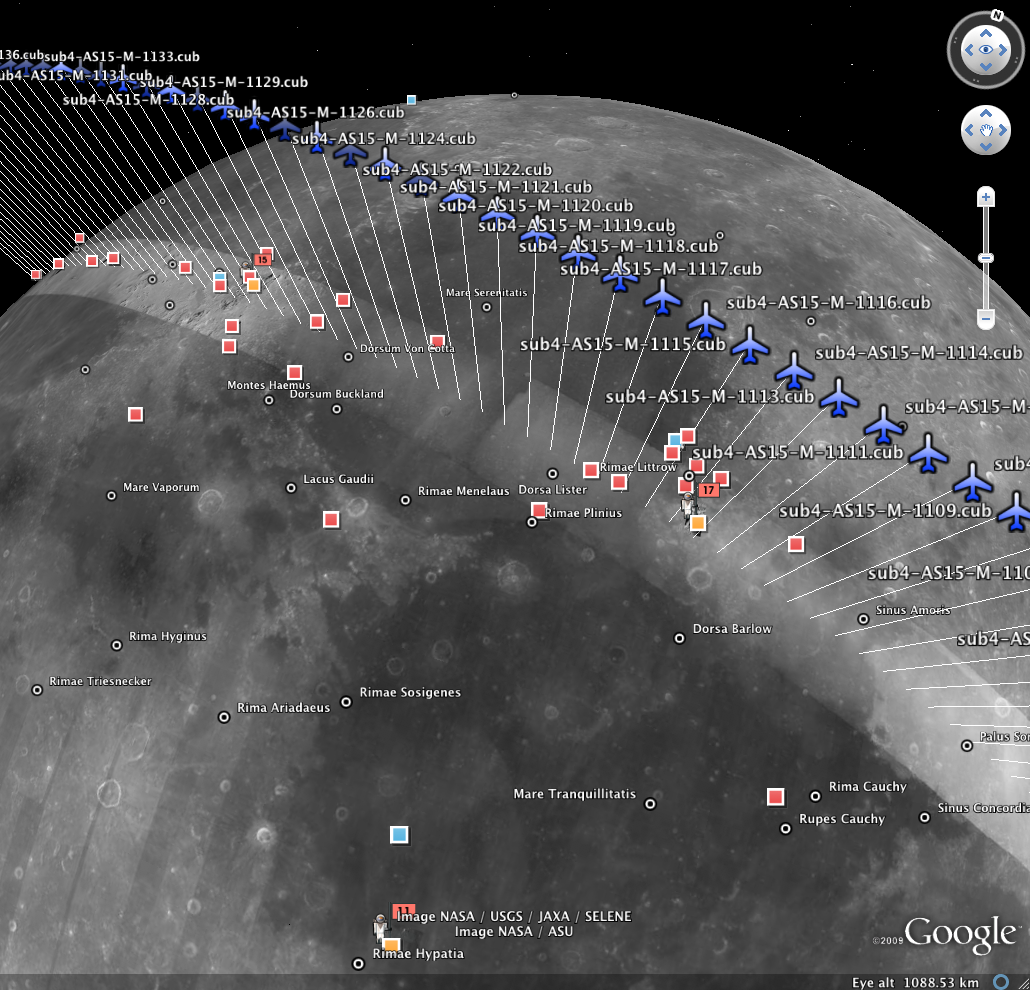 N
136.cub
sub4-AS15-M-1133.cub
ub4-AS15-M-1131.cub
sub4-AS15-M-1129.cub
sub4-AS15-M-1128.cub
sub4-AS15-M-1126.cub
sub4-AS15-M-1124.cub
sub4-AS15-M-1122.cub
sub4-AS15-M-1121.cub
sub4-AS15-M-1120.cub
sub4-AS15-M-1119.cub
sub4-AS15-M-1118.cub
15
sub4-AS15-M-1117.cub
Mare Serenitatis
sub4-AS15-M-1116.cub
sub4-AS15-M-1115.cub
Dorsum Von Cotta
sub4-AS15-M-1114.cub
Montes Haemus
Dorsum Buckland
sub4-AS15-M-1113.cub
sub4-AS15-M-
sub4-AS15-M-1111.cub
Rimae Littrow
sub4
Lacus Gaudii
Mare Vaporum
Rimae Menelaus
Dorsa Lister
17
sub4-AS15-M-1109.cub
Rimae Plinius
sub4-AS15-M-110
Sinus Amoris
Rima Hyginus
Dorsa Barlow
sub4-AS
Rimae Triesnecker
Rimae Sosigenes
Rima Ariadaeus
Palus So
Mare Tranquillitatis
Rima Cauchy
Sinus Concordia
Rupes Cauchy
11
Image NASA / USGS / JAXA / SELENE
Image NASA / ASU
©2009 Google
Rimae Hypatia
Eye alt 1088.53 km